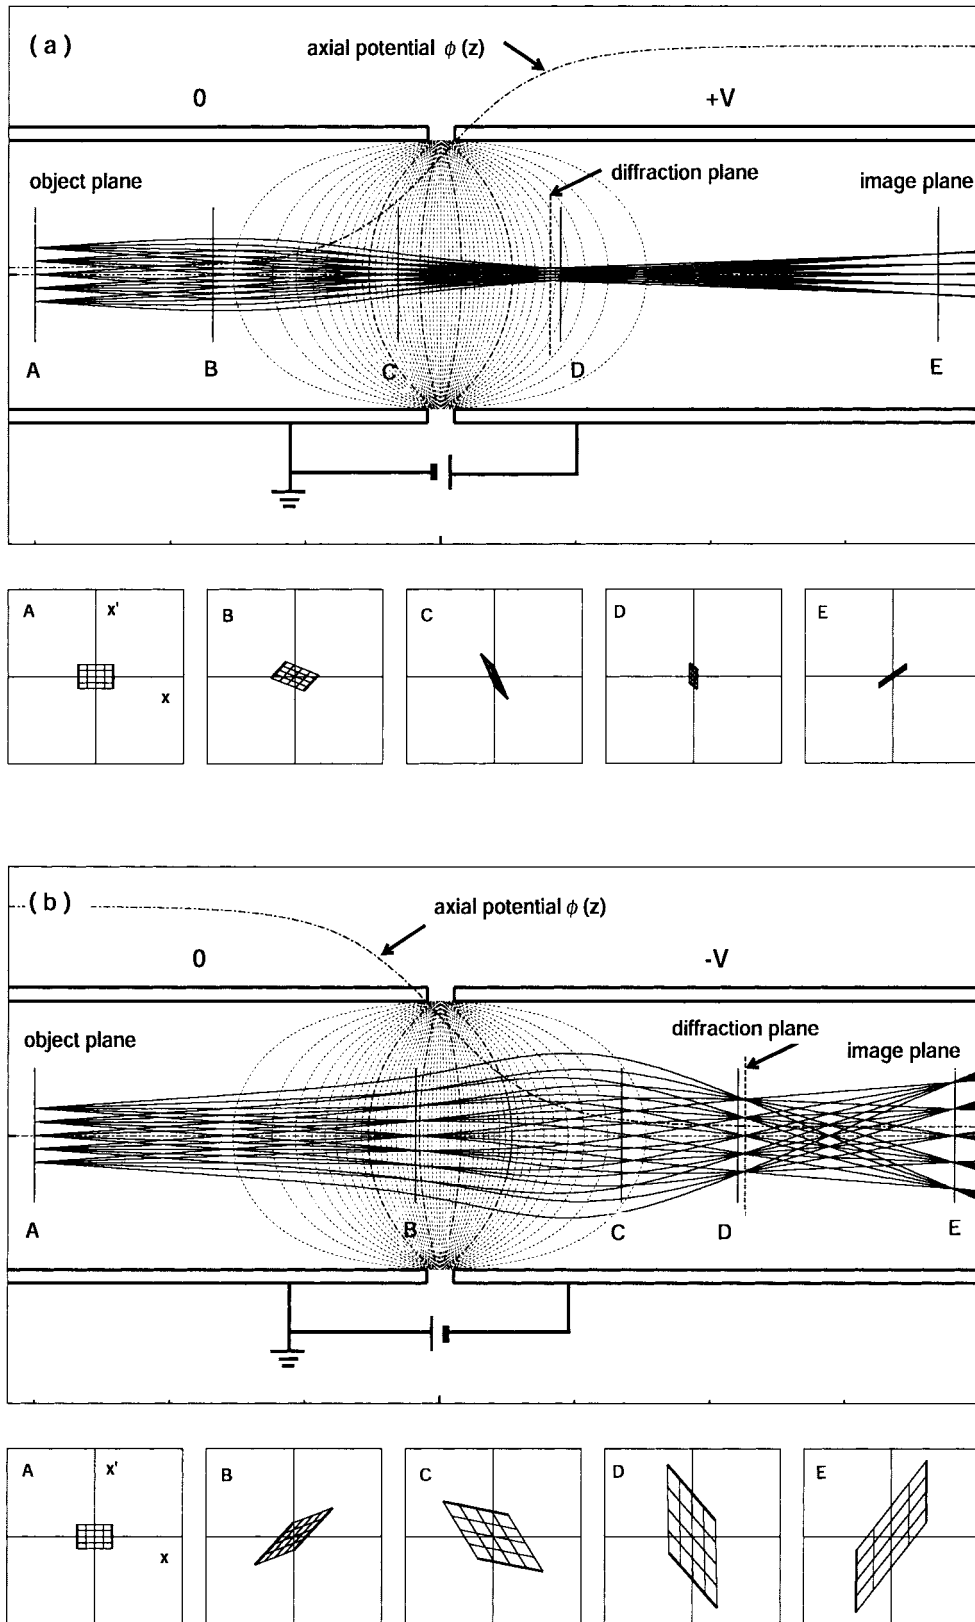 (a)
axial potential ϕ (z)
0
+V
object plane
diffraction plane
image plane
A
B
C
D
E
A
x'
x
B
C
D
E
(b)
axial potential ϕ (z)
0
-V
object plane
diffraction plane
image plane
A
B
C
D
E
A
x'
x
B
C
D
E